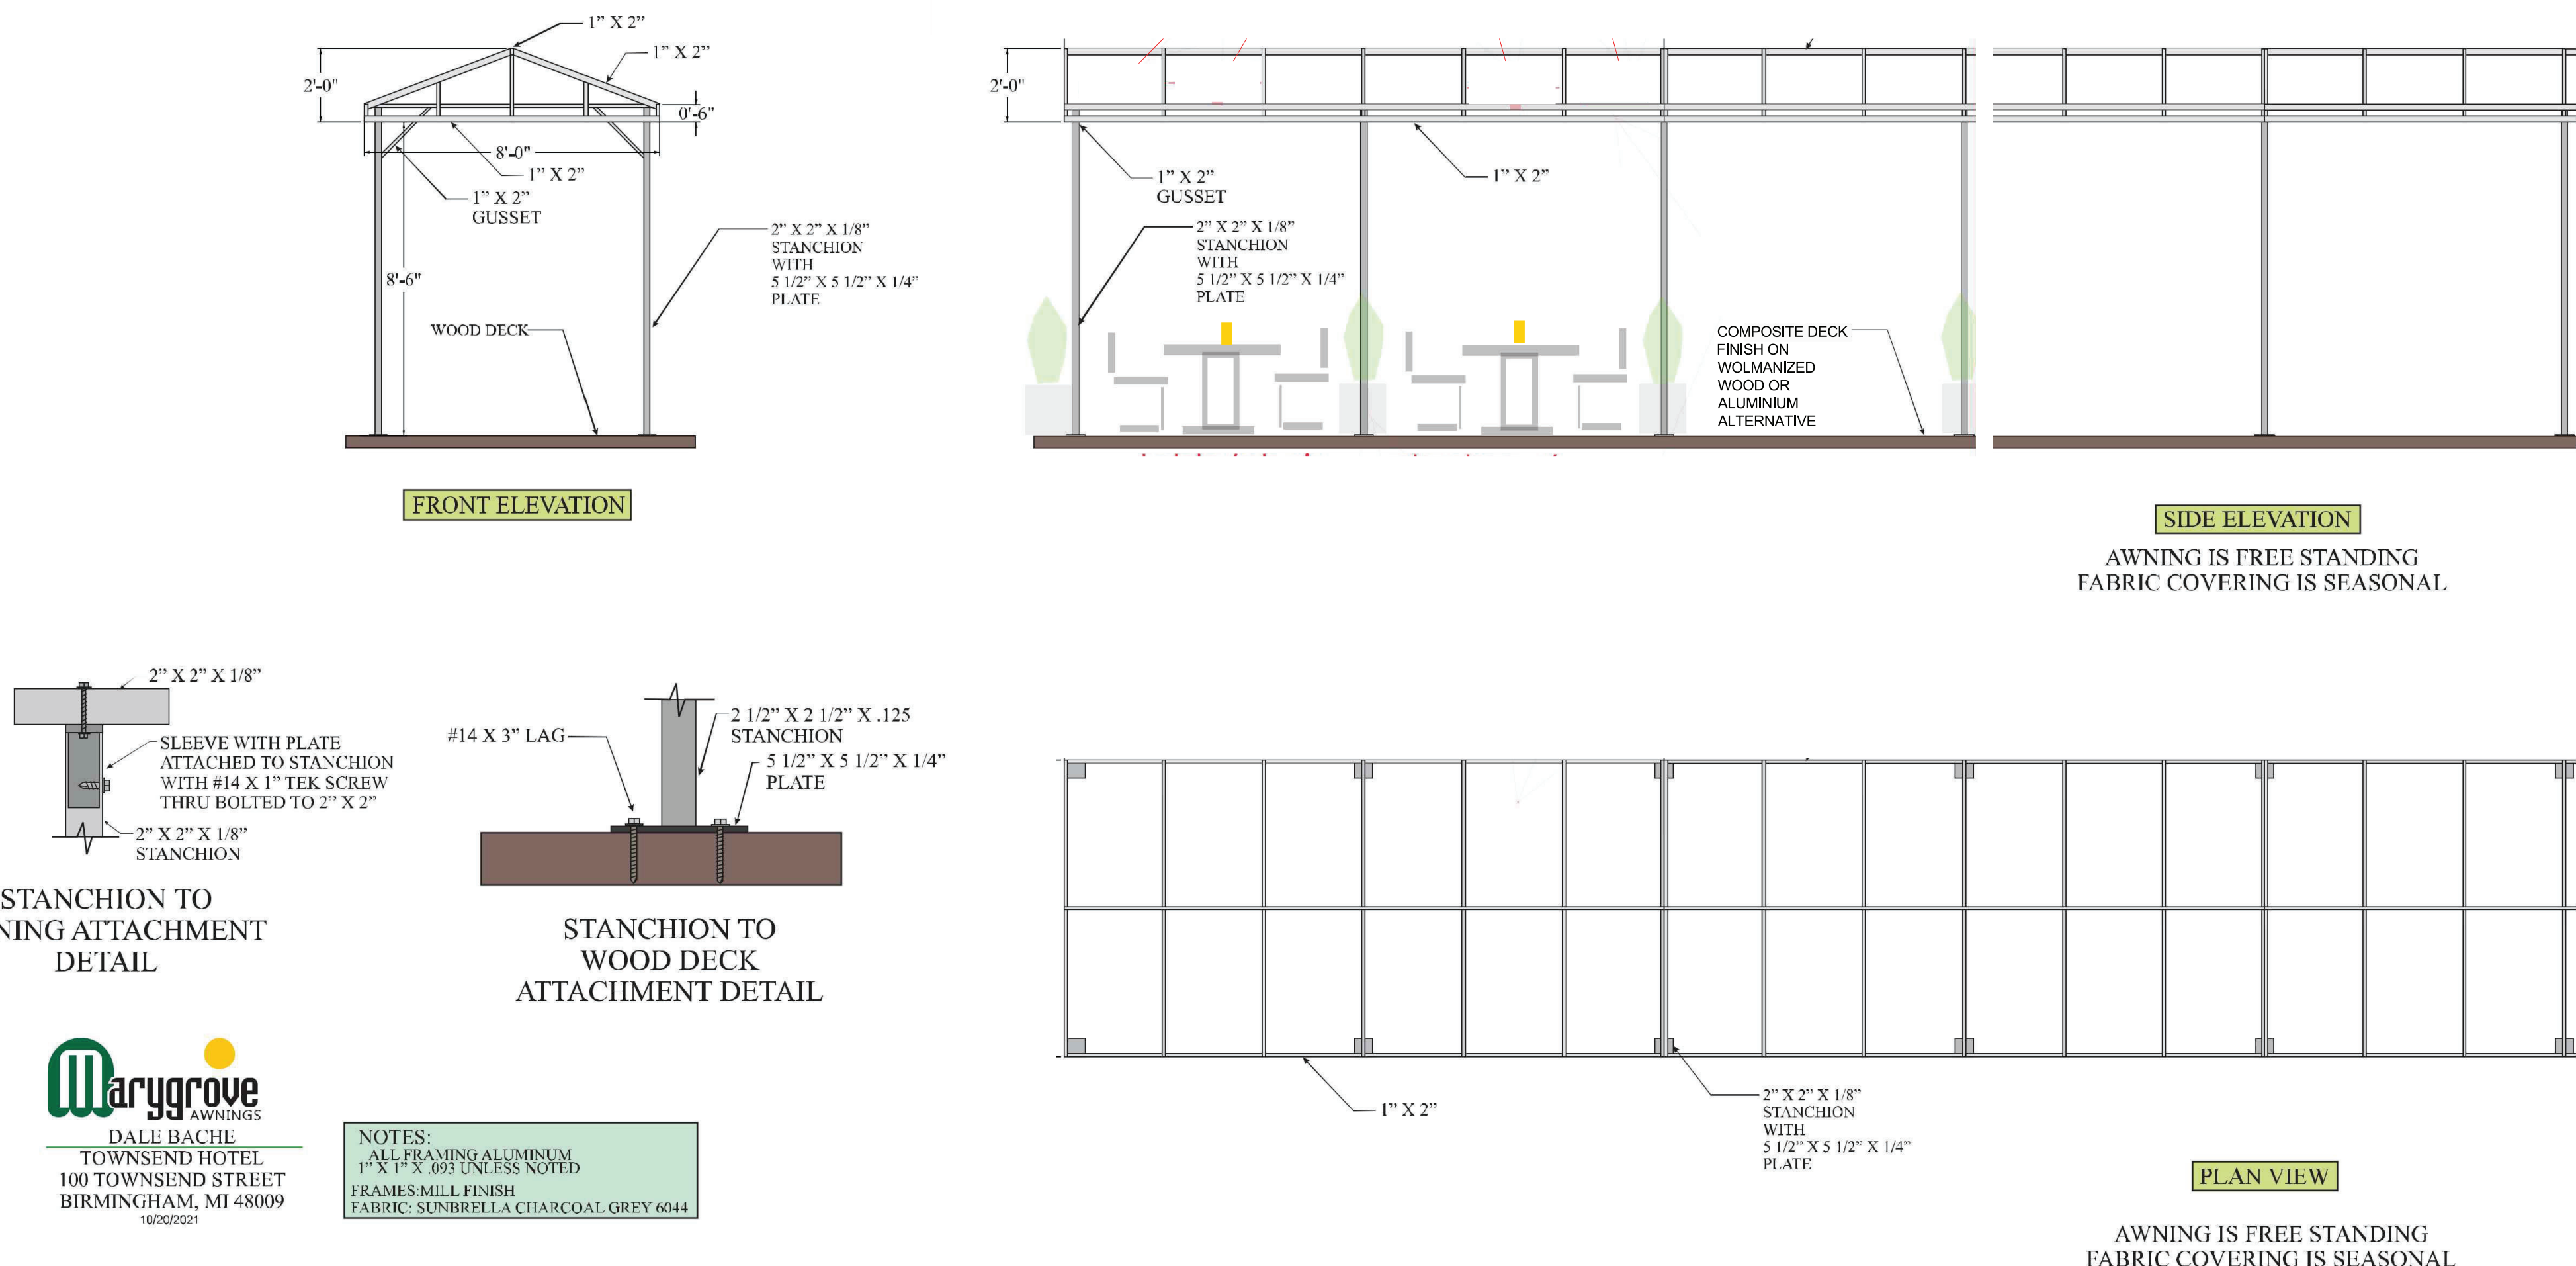 1” X 2”
1” X 2”
2'-0"
0'-6"
8'-0"
1” X 2”
1” X 2”
GUSSET
8'-6"
2” X 2” X 1/8”
STANCHION
WITH
5 1/2” X 5 1/2” X 1/4”
PLATE
WOOD DECK
FRONT ELEVATION
2'-0"
1” X 2”
GUSSET
1” X 2”
2” X 2” X 1/8”
STANCHION
WITH
5 1/2” X 5 1/2” X 1/4”
PLATE
COMPOSITE DECK
FINISH ON
WOLMANIZED
WOOD OR
ALUMINIUM
ALTERNATIVE
SIDE ELEVATION
AWNING IS FREE STANDING
FABRIC COVERING IS SEASONAL
2” X 2” X 1/8”
SLEEVE WITH PLATE
ATTACHED TO STANCHION
WITH #14 X 1” TEK SCREW
THRU BOLTED TO 2” X 2”
2” X 2” X 1/8”
STANCHION
STANCHION TO
NING ATTACHMENT
DETAIL
#14 X 3” LAG
2 1/2” X 2 1/2” X .125
STANCHION
5 1/2” X 5 1/2” X 1/4”
PLATE
STANCHION TO
WOOD DECK
ATTACHMENT DETAIL
Marygrove
AWNINGS
DALE BACHE
TOWNSEND HOTEL
100 TOWNSEND STREET
BIRMINGHAM, MI 48009
10/20/2021
NOTES:
ALL FRAMING ALUMINUM
1” X 1” X .093 UNLESS NOTED
FRAMES:MILL FINISH
FABRIC: SUNBRELLA CHARCOAL GREY 6044
1” X 2”
2” X 2” X 1/8”
STANCHION
WITH
5 1/2” X 5 1/2” X 1/4”
PLATE
PLAN VIEW
AWNING IS FREE STANDING
FABRIC COVERING IS SEASONAL